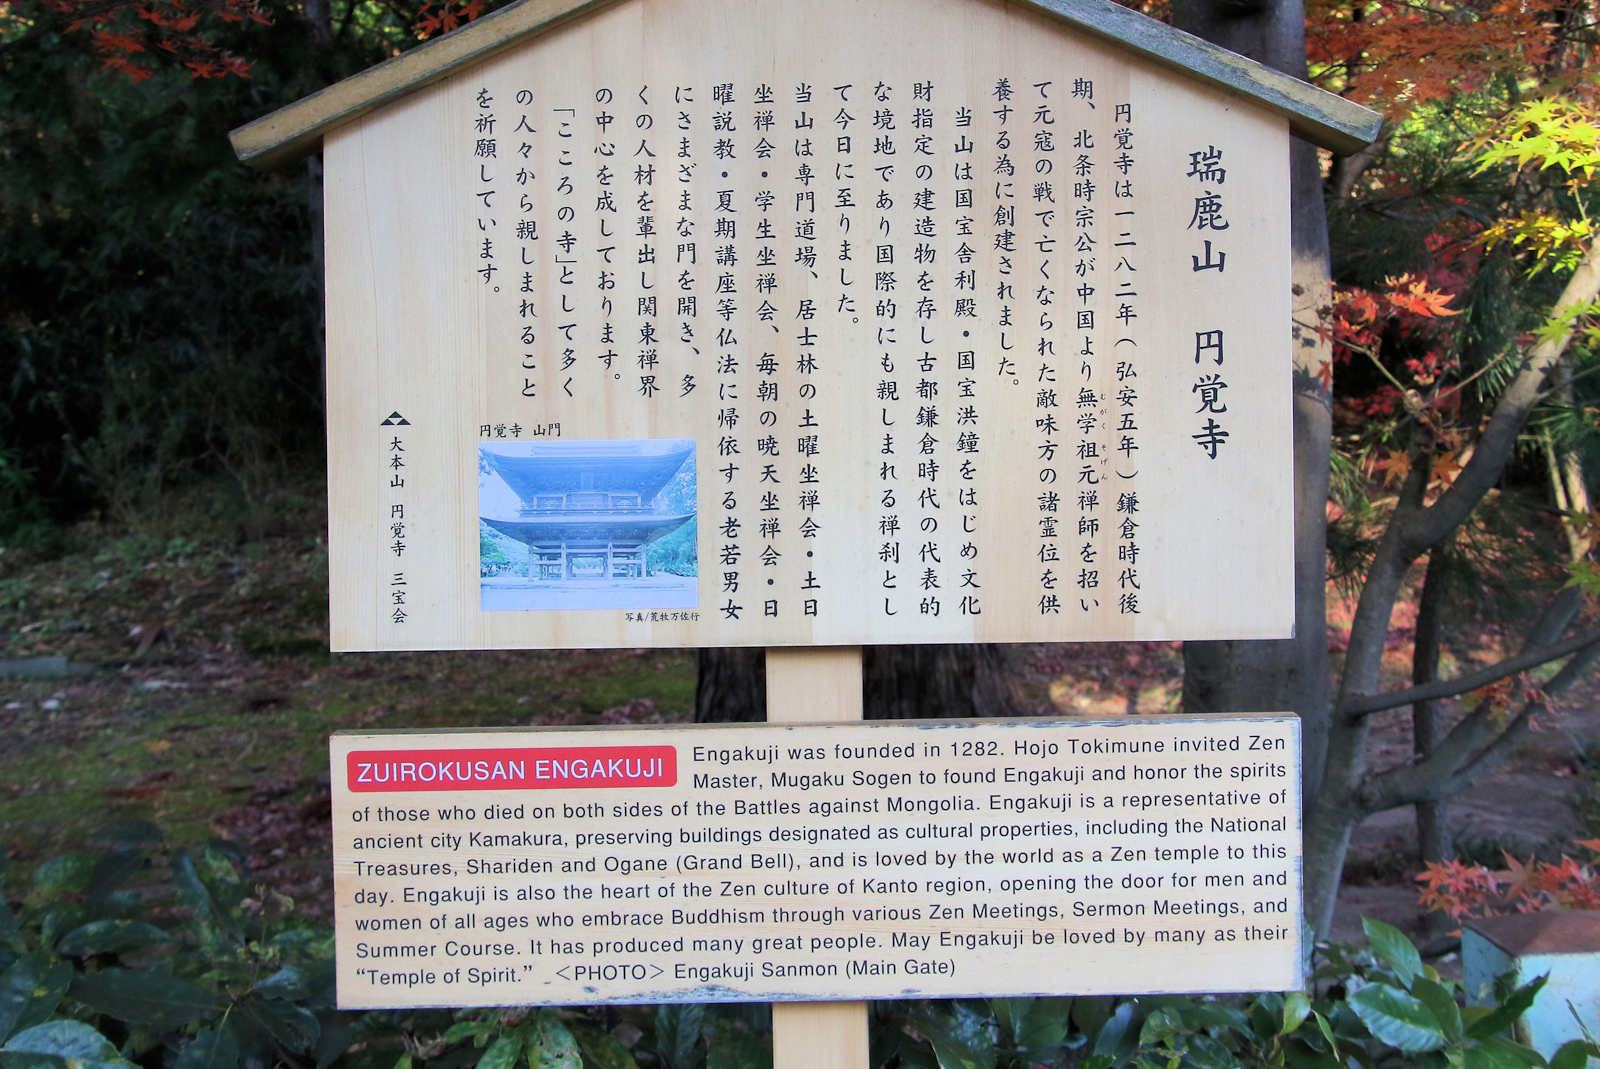 瑞鹿山 円覚寺
円覚寺は一二八二年（弘安五年）鎌倉時代後
期、北条時宗公が中国より無学祖元禅師を招い
むがく そげん
て元寇の戦で亡くなられた敵味方の諸霊位を供
養する為に創建されました。
当山は国宝舎利殿・国宝洪鐘をはじめ文化
財指定の建造物を存し古都鎌倉時代の代表的
な境地であり国際的にも親しまれる禅刹とし
て今日に至りました。
当山は専門道場、居士林の土曜坐禅会・土日
坐禅会・学生坐禅会、毎朝の暁天坐禅会・日
曜説教・夏期講座等仏法に帰依する老若男女
にさまざまな門を開き、多
くの人材を輩出し関東禅界
の中心を成しております。
「こころの寺」として多く
の人々から親しまれること
を祈願しています。
円覚寺 山門
写真/荒牧万佐行
大本山 円覚寺 三宝会
ZUIROKUSAN ENGAKUJI
Engakuji was founded in 1282. Hojo Tokimune invited Zen
Master, Mugaku Sogen to found Engakuji and honor the spirits
of those who died on both sides of the Battles against Mongolia. Engakuji is a representative of
ancient city Kamakura, preserving buildings designated as cultural properties, including the National
Treasures, Shariden and Ogane (Grand Bell), and is loved by the world as a Zen temple to this
day. Engakuji is also the heart of the Zen culture of Kanto region, opening the door for men and
women of all ages who embrace Buddhism through various Zen Meetings, Sermon Meetings, and
Summer Course. It has produced many great people. May Engakuji be loved by many as their
“Temple of Spirit.” ＜PHOTO＞ Engakuji Sanmon (Main Gate)